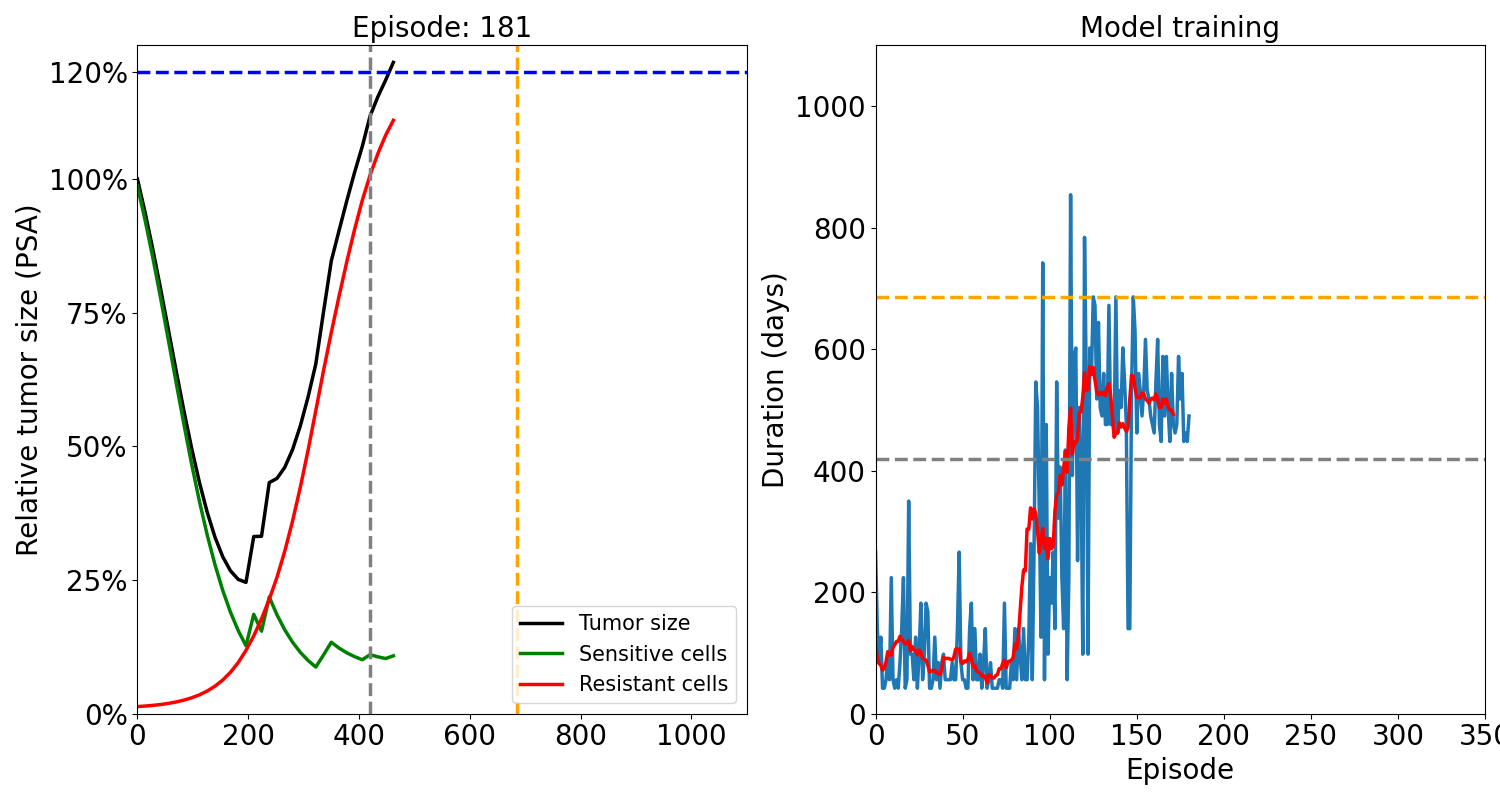 Episode: 181
Relative tumor size (PSA)
120%
100%
75%
50%
25%
0%
0 200 400 600 800 1000
Tumor size
Sensitive cells
Resistant cells
Model training
Duration (days)
1000
800
600
400
200
0
0 50 100 150 200 250 300 350
Episode